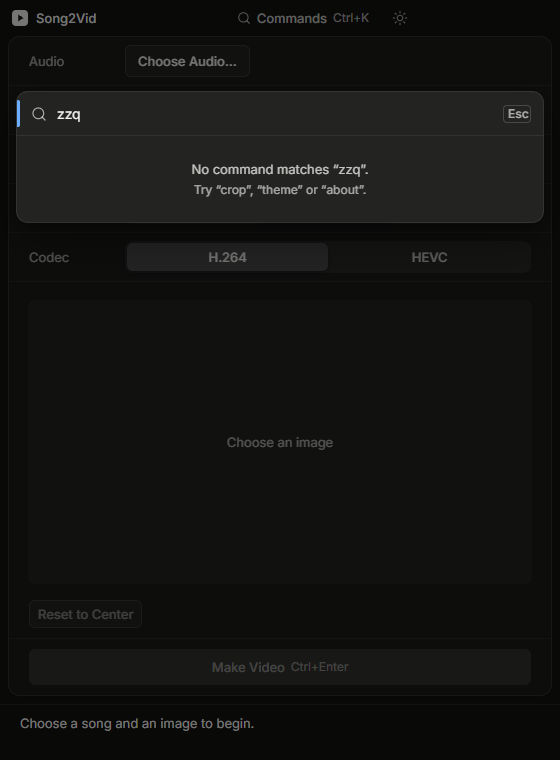 Song2Vid
Commands Ctrl+K
Audio
Choose Audio...
zzq
Esc
No command matches “zzq”.
Try “crop”, “theme” or “about”.
Codec
H.264
HEVC
Choose an image
Reset to Center
Make Video Ctrl+Enter
Choose a song and an image to begin.